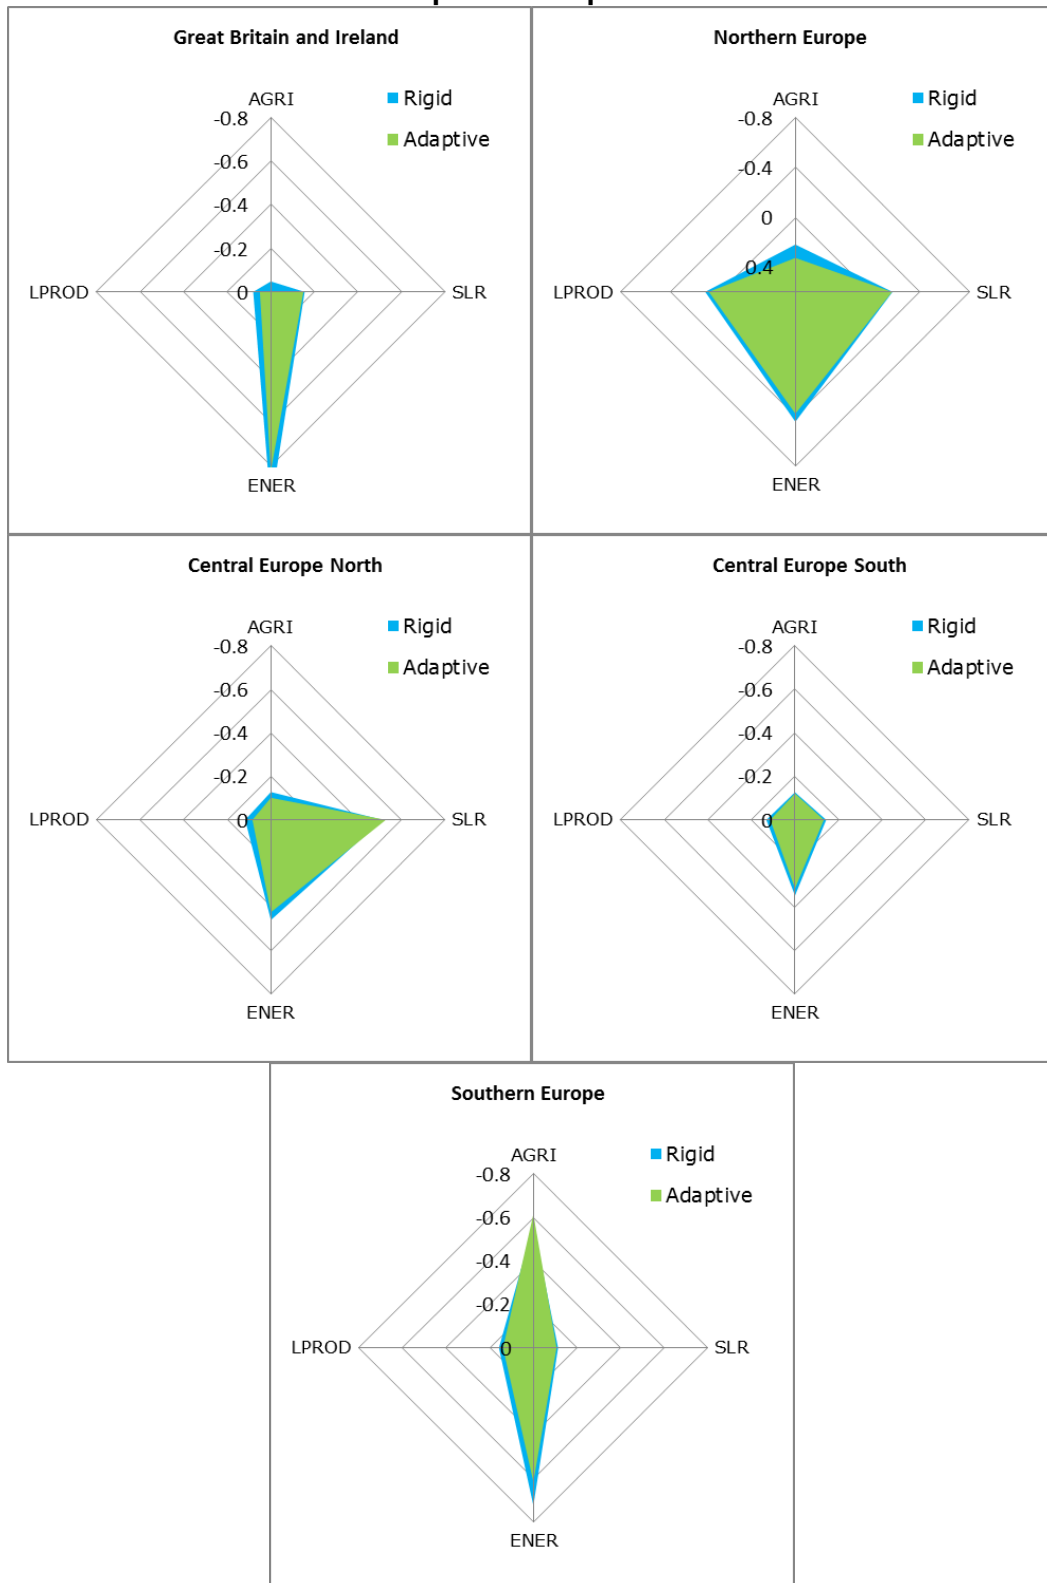 Great Britain and Ireland
AGRI
Rigid
Adaptive
-0.8
-0.6
-0.4
-0.2
0
LPROD
SLR
ENER
Northern Europe
AGRI
Rigid
Adaptive
-0.8
-0.4
0
0.4
LPROD
SLR
ENER
Central Europe North
AGRI
Rigid
Adaptive
-0.8
-0.6
-0.4
-0.2
0
LPROD
SLR
ENER
Central Europe South
AGRI
Rigid
Adaptive
-0.8
-0.6
-0.4
-0.2
0
LPROD
SLR
ENER
Southern Europe
AGRI
Rigid
Adaptive
-0.8
-0.6
-0.4
-0.2
0
LPROD
SLR
ENER